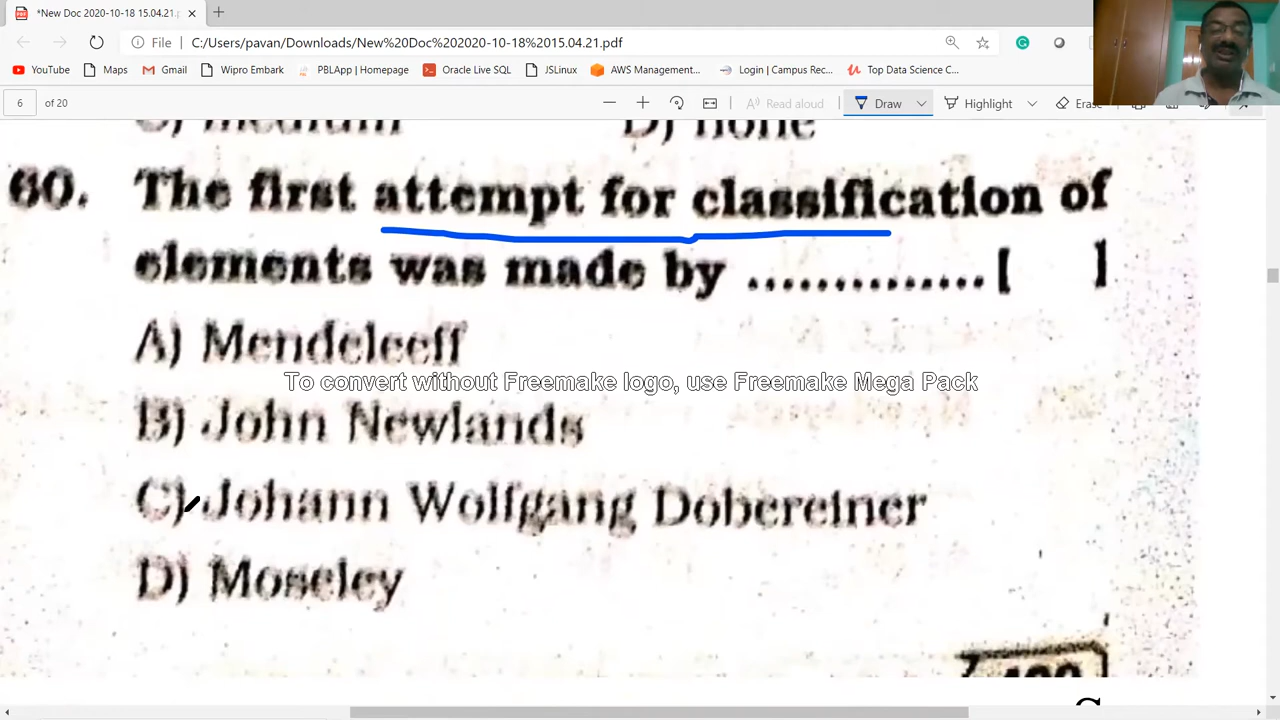 *New Doc 2020-10-18 15.04.21.p
File C:/Users/pavan/Downloads/New%20Doc%202020-10-18%2015.04.21.pdf
YouTube Maps Gmail Wipro Embark PBLApp | Homepage Oracle Live SQL JSLinux AWS Management... Login | Campus Rec... Top Data Science C...
6 of 20 Read aloud Draw Highlight Erase
C) medium D) none
60. The first attempt for classification of
elements was made by ..............[ ]
A) Mendeleeff
To convert without Freemake logo, use Freemake Mega Pack
B) John Newlands
C) Johann Wolfgang Dobereiner
D) Moseley